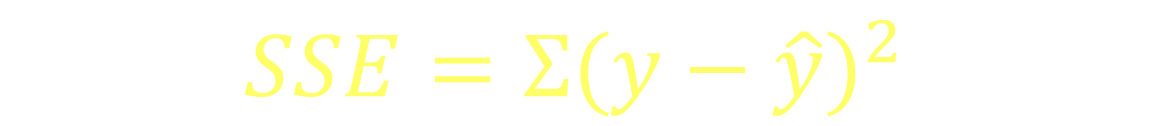 SSE = Σ(y − ŷ)²